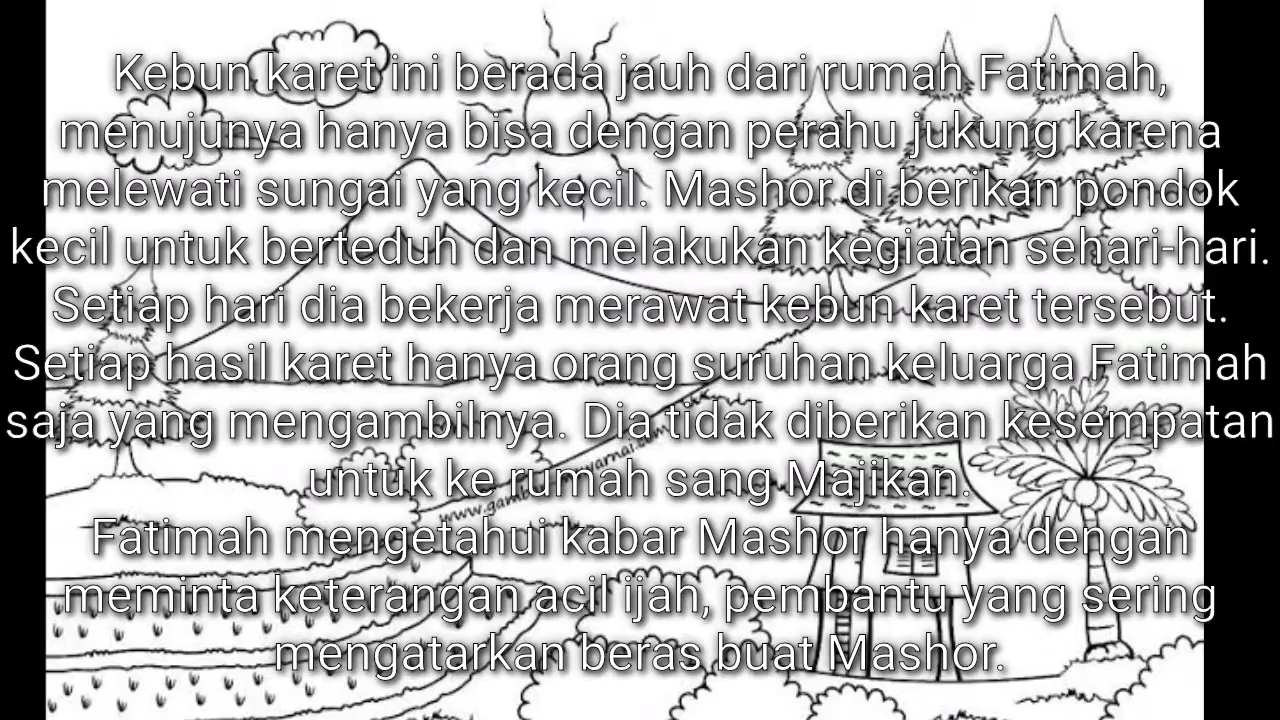 Kebun karet ini berada jauh dari rumah Fatimah,
menujunya hanya bisa dengan perahu jukung karena
melewati sungai yang kecil. Mashor di berikan pondok
kecil untuk berteduh dan melakukan kegiatan sehari-hari.
Setiap hari dia bekerja merawat kebun karet tersebut.
Setiap hasil karet hanya orang suruhan keluarga Fatimah
saja yang mengambilnya. Dia tidak diberikan kesempatan
untuk ke rumah sang Majikan.
Fatimah mengetahui kabar Mashor hanya dengan
meminta keterangan acil ijah, pembantu yang sering
mengatarkan beras buat Mashor.